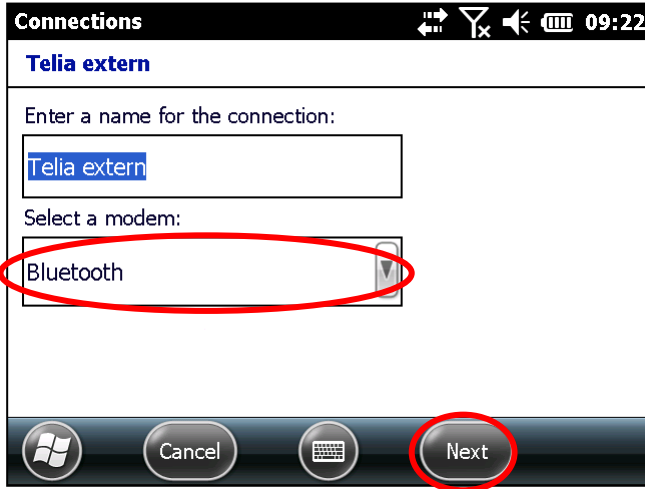 Connections 09:22
Telia extern
Enter a name for the connection:
Telia extern
Select a modem:
Bluetooth
Cancel Next